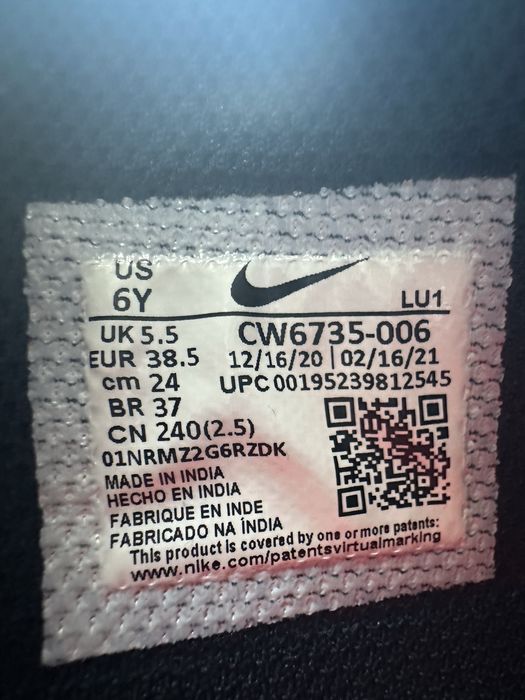 US
6Y
LU1
UK 5.5
CW6735-006
EUR 38.5
12/16/20 | 02/16/21
cm 24
UPC 00195239812545
BR 37
CN 240(2.5)
01NRMZ2G6RZDK
MADE IN INDIA
HECHO EN INDIA
FABRIQUE EN INDE
FABRICADO NA ÍNDIA
This product is covered by one or more patents:
www.nike.com/patentsvirtualmarking